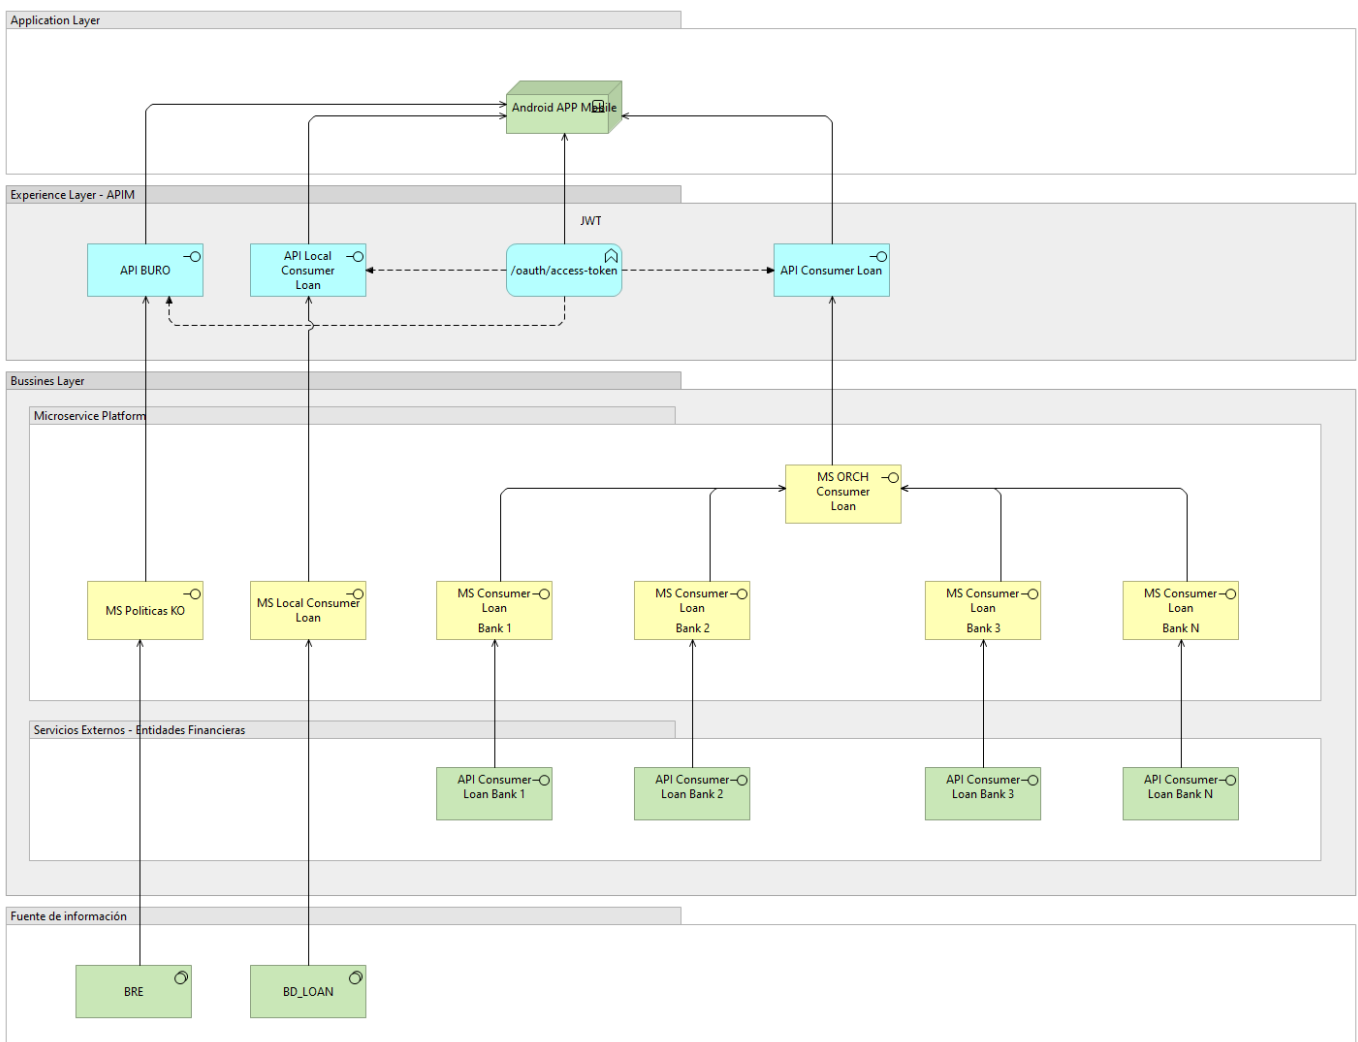 Application Layer
Android APP Mobile
Experience Layer - APIM
JWT
API BURO
API Local
Consumer
Loan
/oauth/access-token
API Consumer Loan
Bussines Layer
Microservice Platform
MS ORCH
Consumer
Loan
MS Politicas KO
MS Local Consumer
Loan
MS Consumer
Loan
Bank 1
MS Consumer
Loan
Bank 2
MS Consumer
Loan
Bank 3
MS Consumer
Loan
Bank N
Servicios Externos - Entidades Financieras
API Consumer
Loan Bank 1
API Consumer
Loan Bank 2
API Consumer
Loan Bank 3
API Consumer
Loan Bank N
Fuente de información
BRE
BD_LOAN